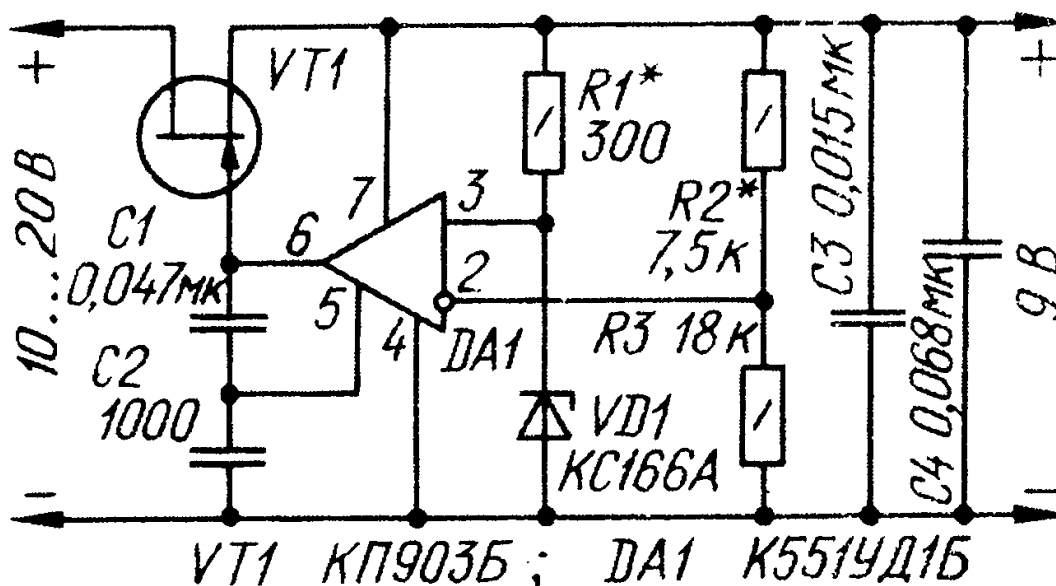 +
VT1
10...20В
C1
0,047мк
C2
1000
6
7
5
4
3
2
DA1
R1*
300
R2*
7,5к
R3 18к
VD1
КС166А
C3 0,015мк
C4 0,068мк
+
9 В
−
−
VT1 КП903Б; DA1 К551УД1Б